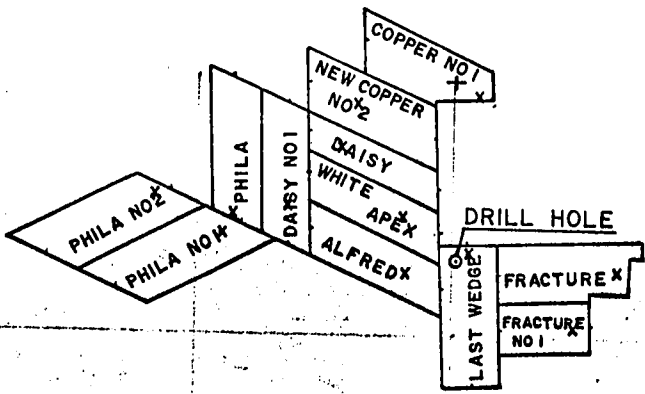 COPPER NO 1
NEW COPPER
NO 2
DAISY
WHITE
APEX
ALFRED
PHILA
DAISY NO 1
PHILA NO 2
PHILA NO 1
DRILL HOLE
LAST WEDGE
FRACTURE
FRACTURE
NO 1